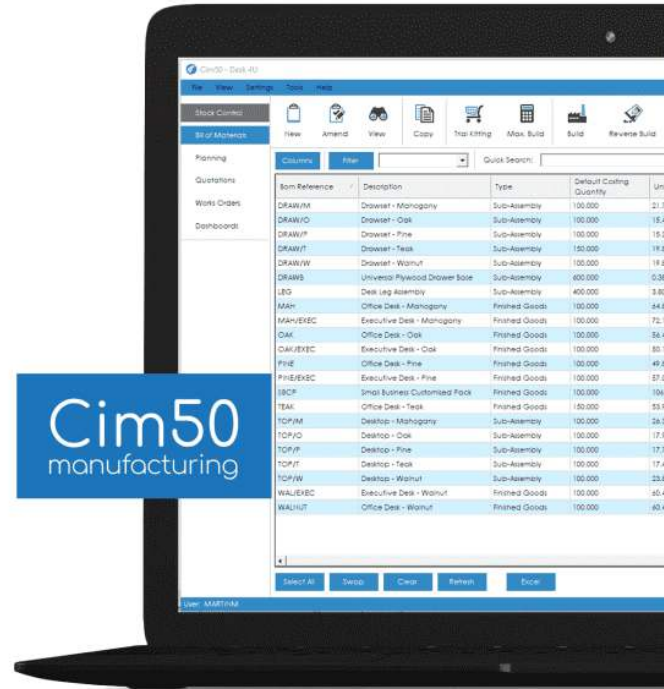 Cim50 - Desk 4U
File View Settings Tools Help
Stock Control
Bill of Materials
Planning
Quotations
Works Orders
Dashboards
New Amend View Copy Trial Kitting Max. Build Build Reverse Build
Columns Filter Quick Search:
Bom Reference Description Type Default Costing Quantity
DRAW/M Drawset - Mahogany Sub-Assembly 100.000
DRAW/O Drawset - Oak Sub-Assembly 100.000
DRAW/P Drawset - Pine Sub-Assembly 100.000
DRAW/T Drawset - Teak Sub-Assembly 150.000
DRAW/W Drawset - Walnut Sub-Assembly 100.000
DRAWB Universal Plywood Drawer Base Sub-Assembly 600.000
LEG Desk Leg Assembly Sub-Assembly 400.000
MAH Office Desk - Mahogany Finished Goods 100.000
MAH/EXEC Executive Desk - Mahogany Finished Goods 100.000
OAK Office Desk - Oak Finished Goods 100.000
OAK/EXEC Executive Desk - Oak Finished Goods 100.000
PINE Office Desk - Pine Finished Goods 100.000
PINE/EXEC Executive Desk - Pine Finished Goods 100.000
SBCP Small Business Customised Pack Finished Goods 100.000
TEAK Office Desk - Teak Finished Goods 150.000
TOP/M Desktop - Mahogany Sub-Assembly 100.000
TOP/O Desktop - Oak Sub-Assembly 100.000
TOP/P Desktop - Pine Sub-Assembly 100.000
TOP/T Desktop - Teak Sub-Assembly 100.000
TOP/W Desktop - Walnut Sub-Assembly 100.000
WAL/EXEC Executive Desk - Walnut Finished Goods 100.000
WALNUT Office Desk - Walnut Finished Goods 100.000
Select All Swap Clear Refresh Excel
User: MARTINM
Cim50
manufacturing